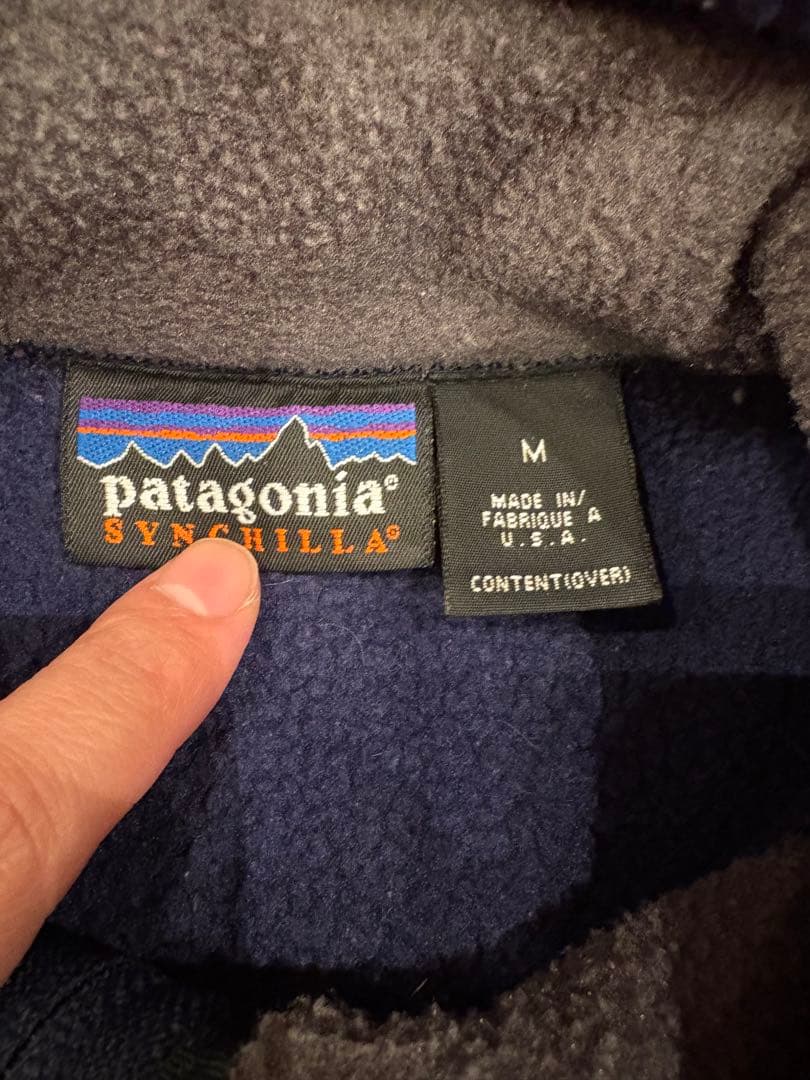 patagonia®
SYNCHILLA®
M
MADE IN/
FABRIQUE A
U.S.A.
CONTENT(OVER)